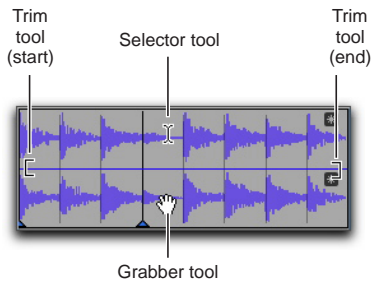 Trim
tool
(start)
Selector tool
Trim
tool
(end)
Grabber tool